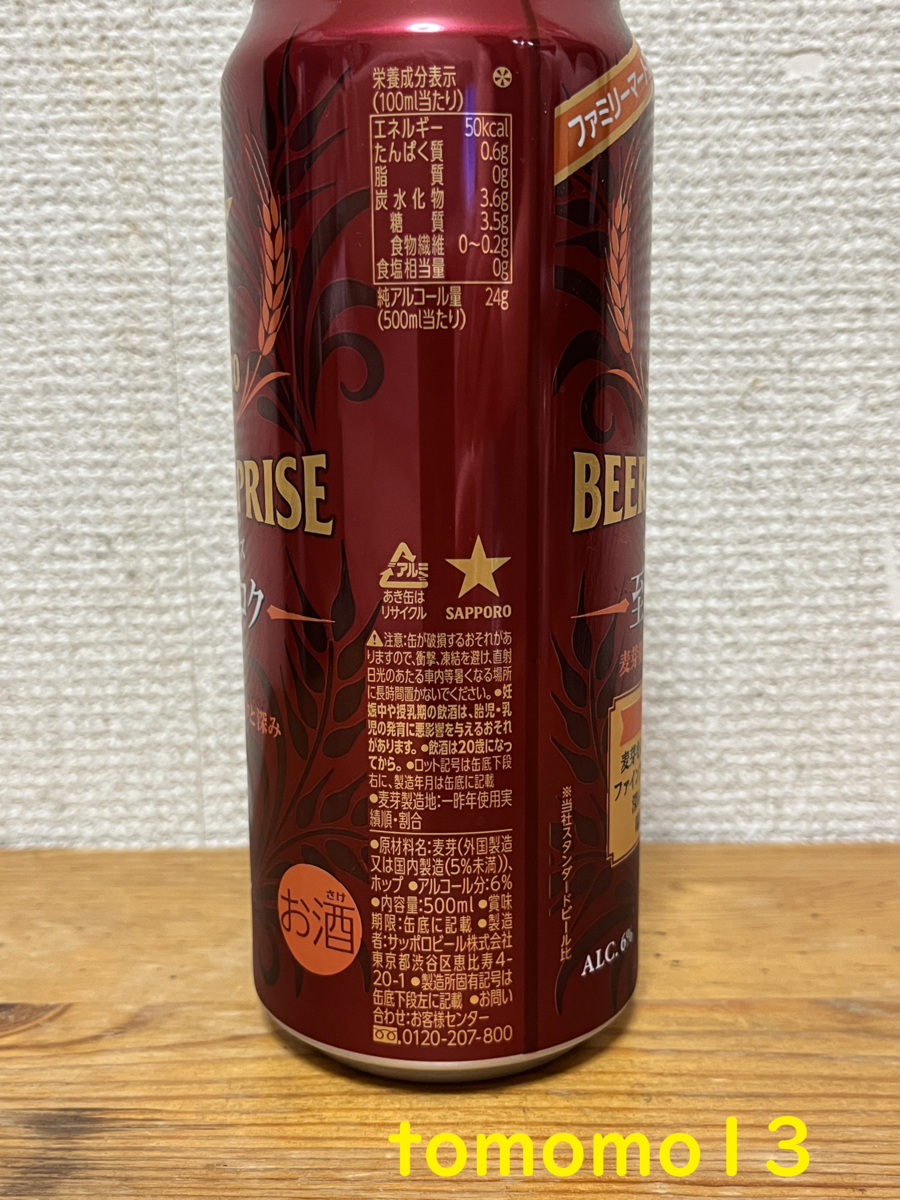 栄養成分表示
(100ml当たり)
エネルギー 50kcal
たんぱく質 0.6g
脂質 0g
炭水化物 3.6g
糖質 3.5g
食物繊維 0~0.2g
食塩相当量 0g
純アルコール量 24g
(500ml当たり)
ファミリーマート
PRISE
BEER
アルミ
あき缶は
リサイクル
SAPPORO
⚠注意:缶が破損するおそれがあ
りますので、衝撃、凍結を避け、直射
日光のあたる車内等暑くなる場所
に長時間置かないでください。●妊
娠中や授乳期の飲酒は、胎児・乳
児の発育に悪影響を与えるおそれ
があります。●飲酒は20歳になっ
てから。●ロット記号は缶底下段
右に、製造年月は缶底に記載
●麦芽製造地:一昨年使用実
績順・割合
●原材料名:麦芽(外国製造
又は国内製造(5%未満))、
ホップ ●アルコール分:6%
●内容量:500ml ●賞味
期限:缶底に記載 ●製造
者:サッポロビール株式会社
東京都渋谷区恵比寿4-
20-1 ●製造所固有記号は
缶底下段左に記載 ●お問い
合わせ:お客様センター
0120-207-800
さけ
お酒
コク
と深み
至
麦芽
麦芽
ファイン
※当社スタンダードビール比
ALC. 6%
tomomo13